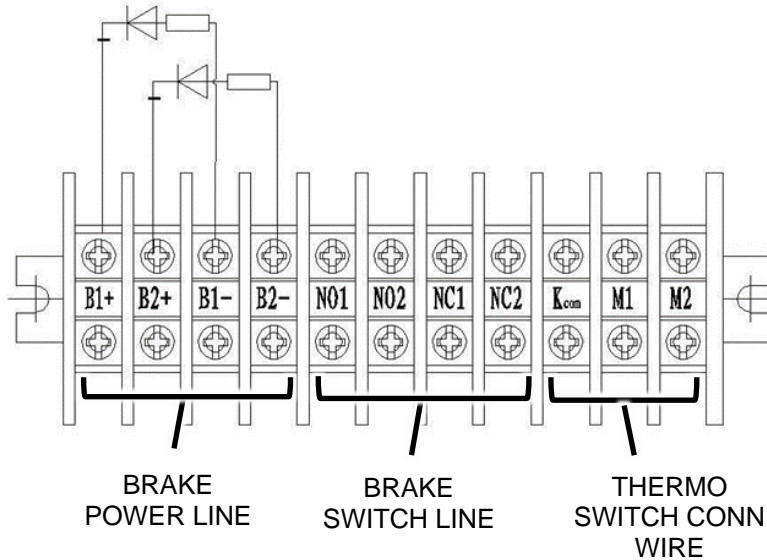 B1+ B2+ B1- B2- NO1 NO2 NC1 NC2 Kcom M1 M2
BRAKE
POWER LINE
BRAKE
SWITCH LINE
THERMO
SWITCH CONN
WIRE